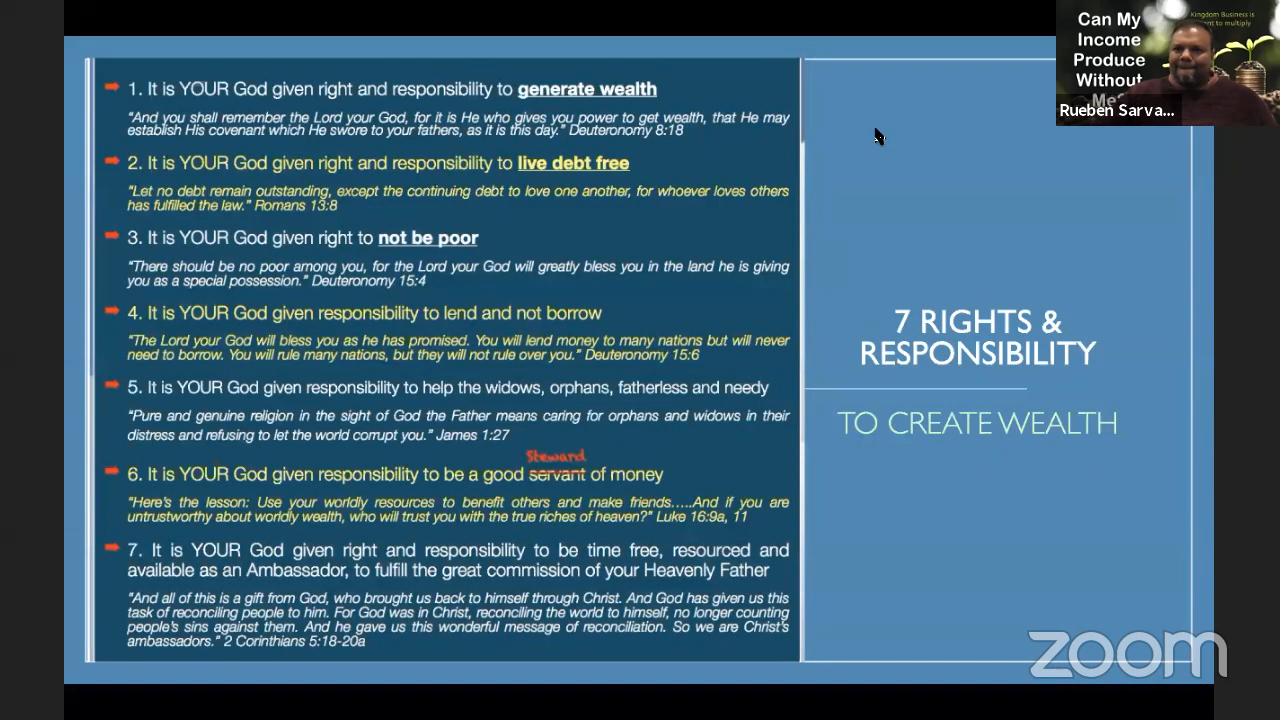 1. It is YOUR God given right and responsibility to generate wealth
"And you shall remember the Lord your God, for it is He who gives you power to get wealth, that He may
establish His covenant which He swore to your fathers, as it is this day." Deuteronomy 8:18
2. It is YOUR God given right and responsibility to live debt free
"Let no debt remain outstanding, except the continuing debt to love one another, for whoever loves others
has fulfilled the law." Romans 13:8
3. It is YOUR God given right to not be poor
"There should be no poor among you, for the Lord your God will greatly bless you in the land he is giving
you as a special possession." Deuteronomy 15:4
4. It is YOUR God given responsibility to lend and not borrow
"The Lord your God will bless you as he has promised. You will lend money to many nations but will never
need to borrow. You will rule many nations, but they will not rule over you." Deuteronomy 15:6
5. It is YOUR God given responsibility to help the widows, orphans, fatherless and needy
"Pure and genuine religion in the sight of God the Father means caring for orphans and widows in their
distress and refusing to let the world corrupt you." James 1:27
Steward
6. It is YOUR God given responsibility to be a good servant of money
"Here's the lesson: Use your worldly resources to benefit others and make friends.....And if you are
untrustworthy about worldly wealth, who will trust you with the true riches of heaven?" Luke 16:9a, 11
7. It is YOUR God given right and responsibility to be time free, resourced and
available as an Ambassador, to fulfill the great commission of your Heavenly Father
"And all of this is a gift from God, who brought us back to himself through Christ. And God has given us this
task of reconciling people to him. For God was in Christ, reconciling the world to himself, no longer counting
people's sins against them. And he gave us this wonderful message of reconciliation. So we are Christ's
ambassadors." 2 Corinthians 5:18-20a
7 RIGHTS &
RESPONSIBILITY
TO CREATE WEALTH
Can My
Income
Produce
Without
Me?
Kingdom Business is
to multiply
Rueben Sarva...
zoom